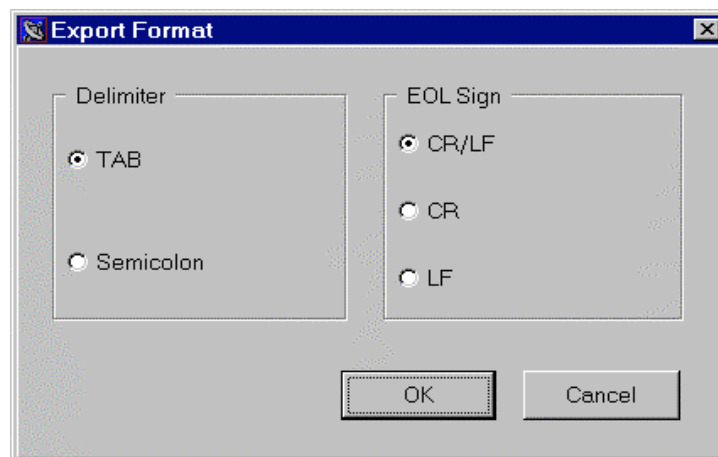 Export Format
Delimiter
TAB
Semicolon
EOL Sign
CR/LF
CR
LF
OK
Cancel